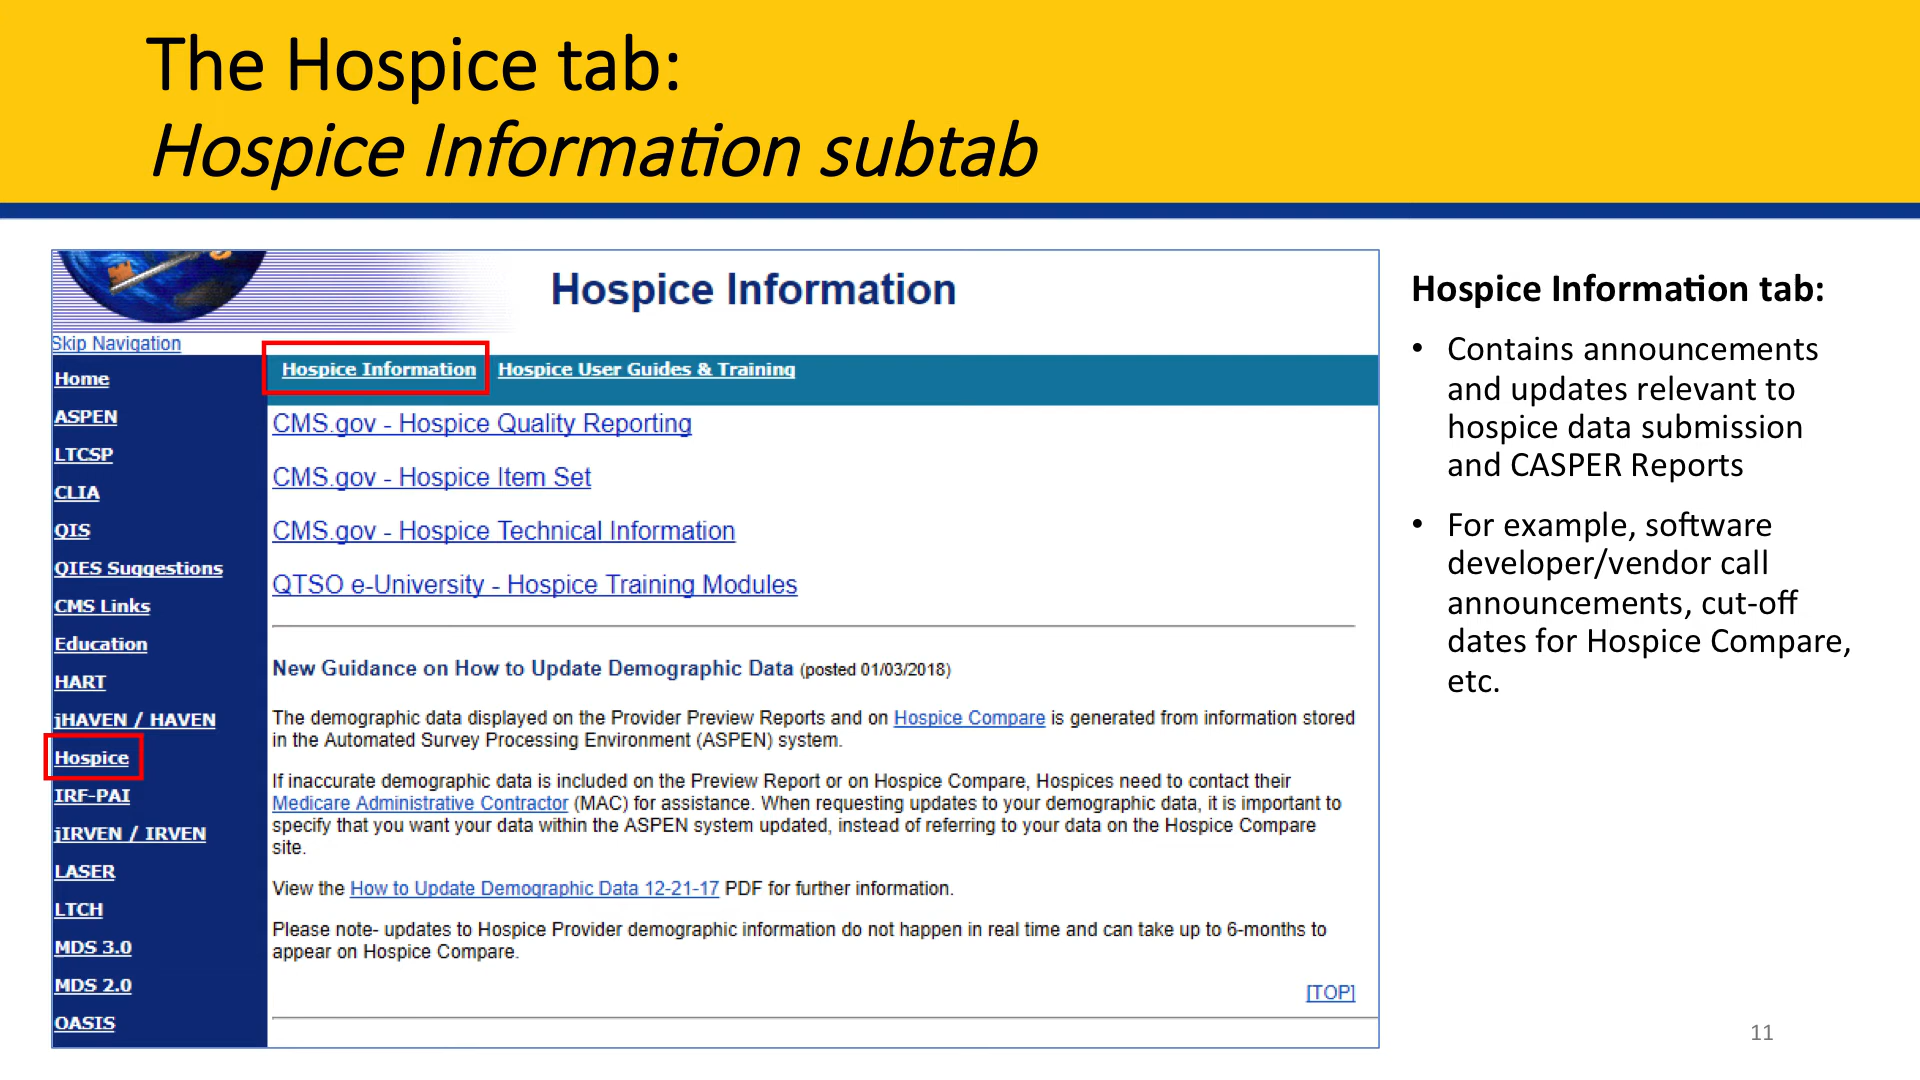 The Hospice tab:
Hospice Information subtab
Hospice Information
Skip Navigation
Home
ASPEN
LTCSP
CLIA
QIS
QIES Suggestions
CMS Links
Education
HART
jHAVEN / HAVEN
Hospice
IRF-PAI
jIRVEN / IRVEN
LASER
LTCH
MDS 3.0
MDS 2.0
OASIS
Hospice Information Hospice User Guides & Training
CMS.gov - Hospice Quality Reporting
CMS.gov - Hospice Item Set
CMS.gov - Hospice Technical Information
QTSO e-University - Hospice Training Modules
New Guidance on How to Update Demographic Data (posted 01/03/2018)
The demographic data displayed on the Provider Preview Reports and on Hospice Compare is generated from information stored
in the Automated Survey Processing Environment (ASPEN) system.
If inaccurate demographic data is included on the Preview Report or on Hospice Compare, Hospices need to contact their
Medicare Administrative Contractor (MAC) for assistance. When requesting updates to your demographic data, it is important to
specify that you want your data within the ASPEN system updated, instead of referring to your data on the Hospice Compare
site.
View the How to Update Demographic Data 12-21-17 PDF for further information.
Please note- updates to Hospice Provider demographic information do not happen in real time and can take up to 6-months to
appear on Hospice Compare.
[TOP]
Hospice Information tab:
• Contains announcements
and updates relevant to
hospice data submission
and CASPER Reports
• For example, software
developer/vendor call
announcements, cut-off
dates for Hospice Compare,
etc.
11